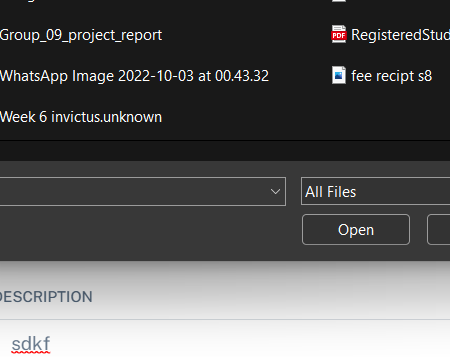 Group_09_project_report
RegisteredStud
WhatsApp Image 2022-10-03 at 00.43.32
fee recipt s8
Week 6 invictus.unknown
All Files
Open
DESCRIPTION
sdkf